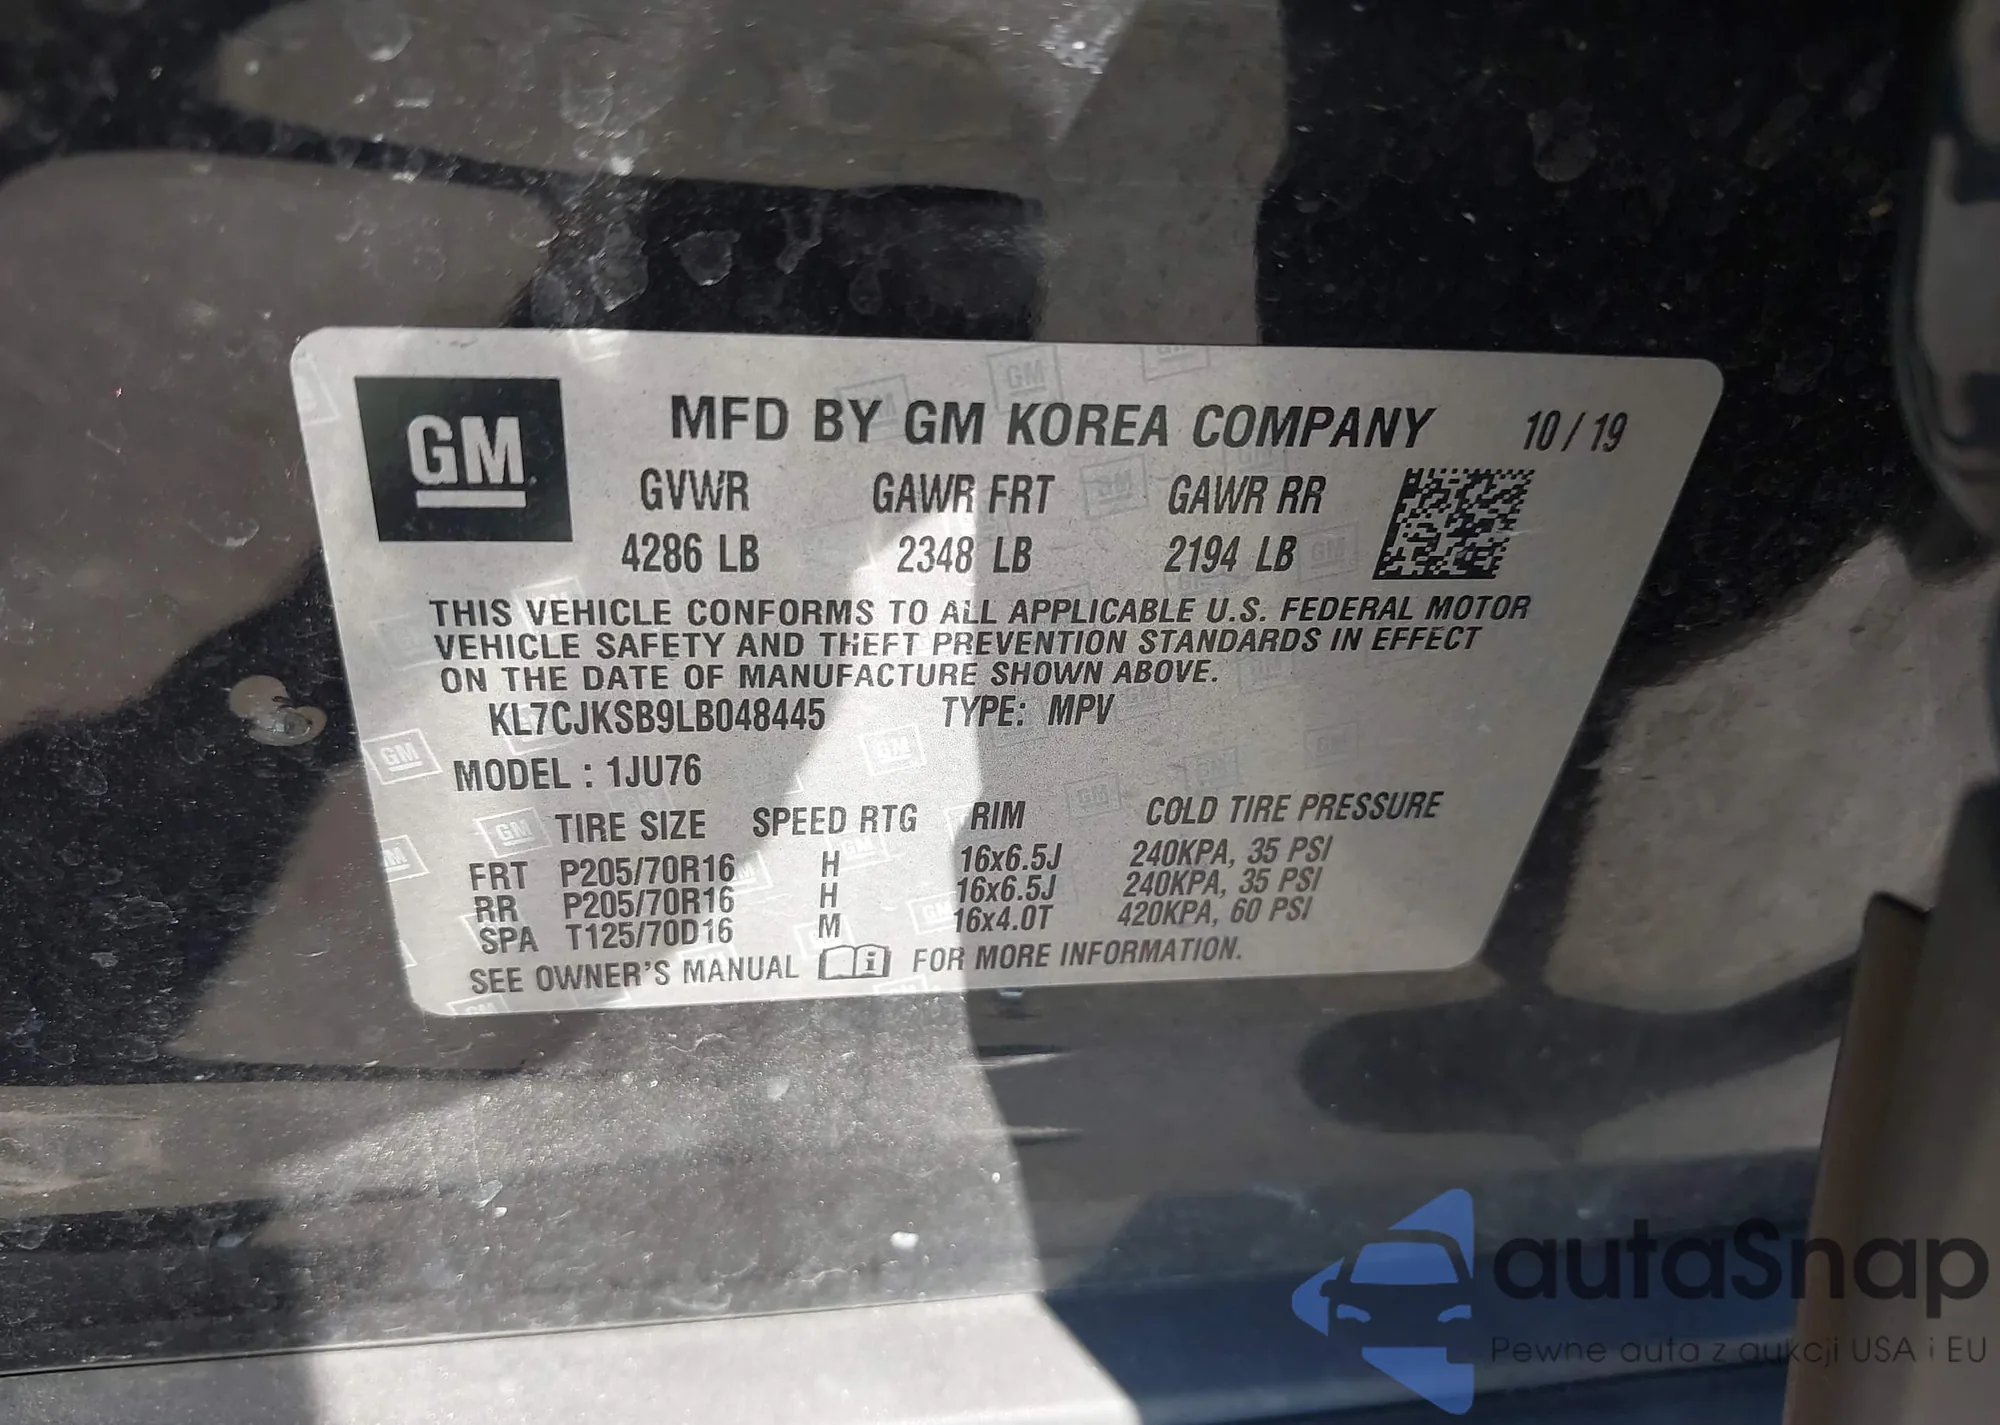 GM
MFD BY GM KOREA COMPANY 10/19
GVWR GAWR FRT GAWR RR
4286 LB 2348 LB 2194 LB
THIS VEHICLE CONFORMS TO ALL APPLICABLE U.S. FEDERAL MOTOR
VEHICLE SAFETY AND THEFT PREVENTION STANDARDS IN EFFECT
ON THE DATE OF MANUFACTURE SHOWN ABOVE.
KL7CJKSB9LB048445 TYPE: MPV
MODEL : 1JU76
TIRE SIZE SPEED RTG RIM COLD TIRE PRESSURE
FRT P205/70R16 H 16x6.5J 240KPA, 35 PSI
RR P205/70R16 H 16x6.5J 240KPA, 35 PSI
SPA T125/70D16 M 16x4.0T 420KPA, 60 PSI
SEE OWNER'S MANUAL i FOR MORE INFORMATION.
autaSnap
Pewne auta z aukcji USA i EU